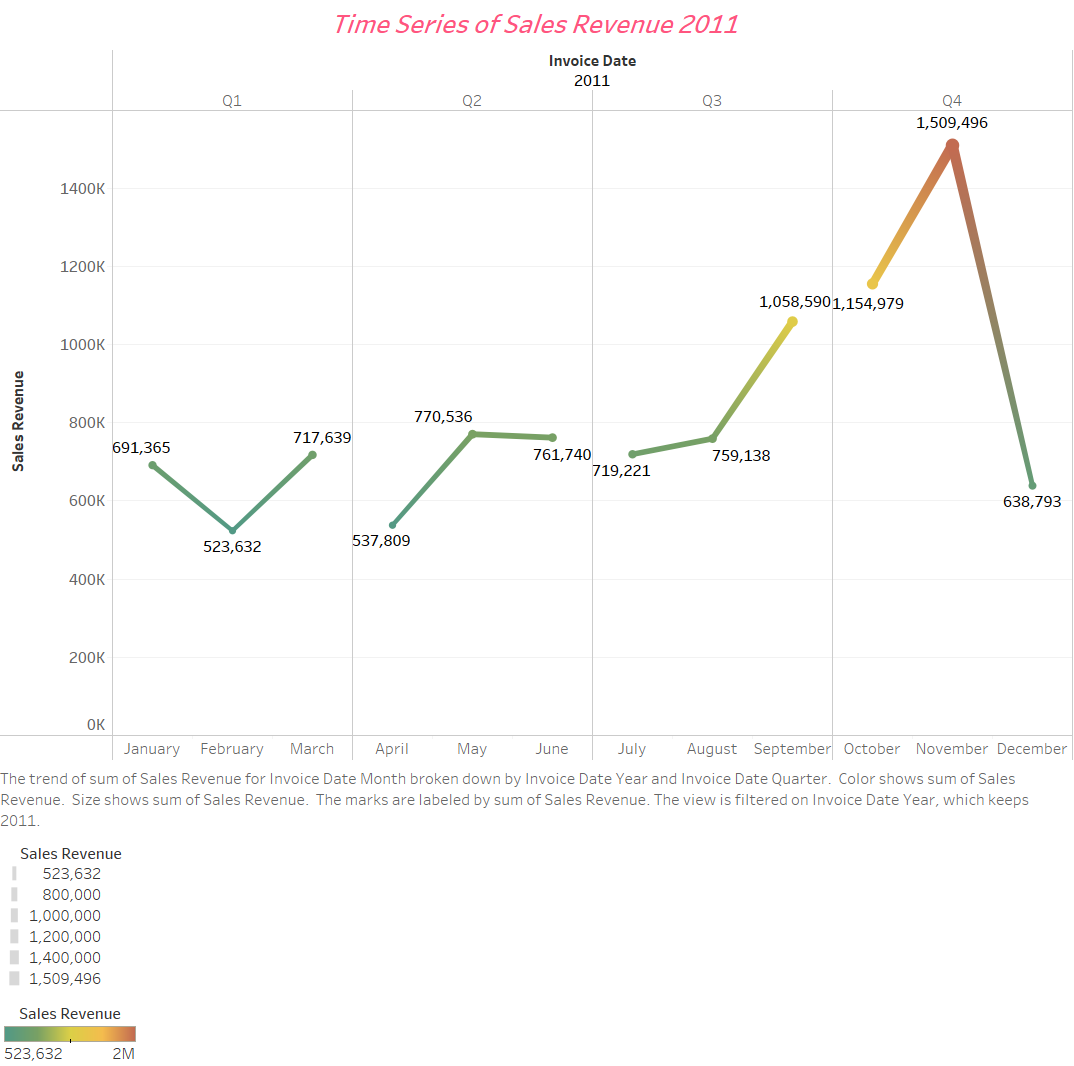 Time Series of Sales Revenue 2011
Invoice Date
2011
Q1 Q2 Q3 Q4
1,509,496
1400K
1200K
1,058,590 1,154,979
1000K
Sales Revenue
800K
770,536
717,639
691,365
761,740
759,138
719,221
600K
638,793
537,809
523,632
400K
200K
0K
January February March April May June July August September October November December
The trend of sum of Sales Revenue for Invoice Date Month broken down by Invoice Date Year and Invoice Date Quarter.  Color shows sum of Sales
Revenue.  Size shows sum of Sales Revenue.  The marks are labeled by sum of Sales Revenue. The view is filtered on Invoice Date Year, which keeps
2011.
Sales Revenue
523,632
800,000
1,000,000
1,200,000
1,400,000
1,509,496
Sales Revenue
523,632 2M